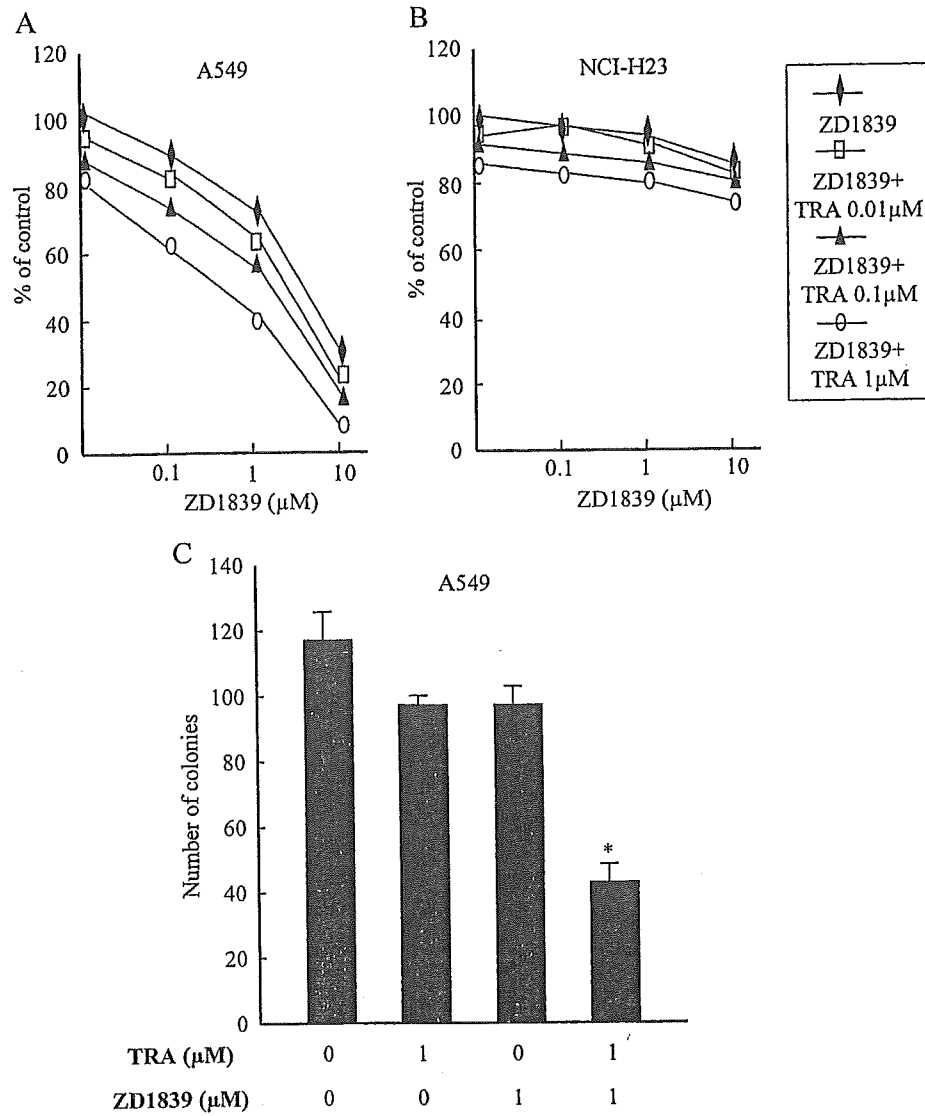 A
A549
120
100
80
60
40
20
0
% of control
0.1 1 10
ZD1839 (µM)
B
NCI-H23
120
100
80
60
40
20
0
% of control
0.1 1 10
ZD1839 (µM)
ZD1839
ZD1839+
TRA 0.01µM
ZD1839+
TRA 0.1µM
ZD1839+
TRA 1µM
C
A549
140
120
100
80
60
40
20
0
Number of colonies
*
TRA (µM) 0 1 0 1
ZD1839 (µM) 0 0 1 1